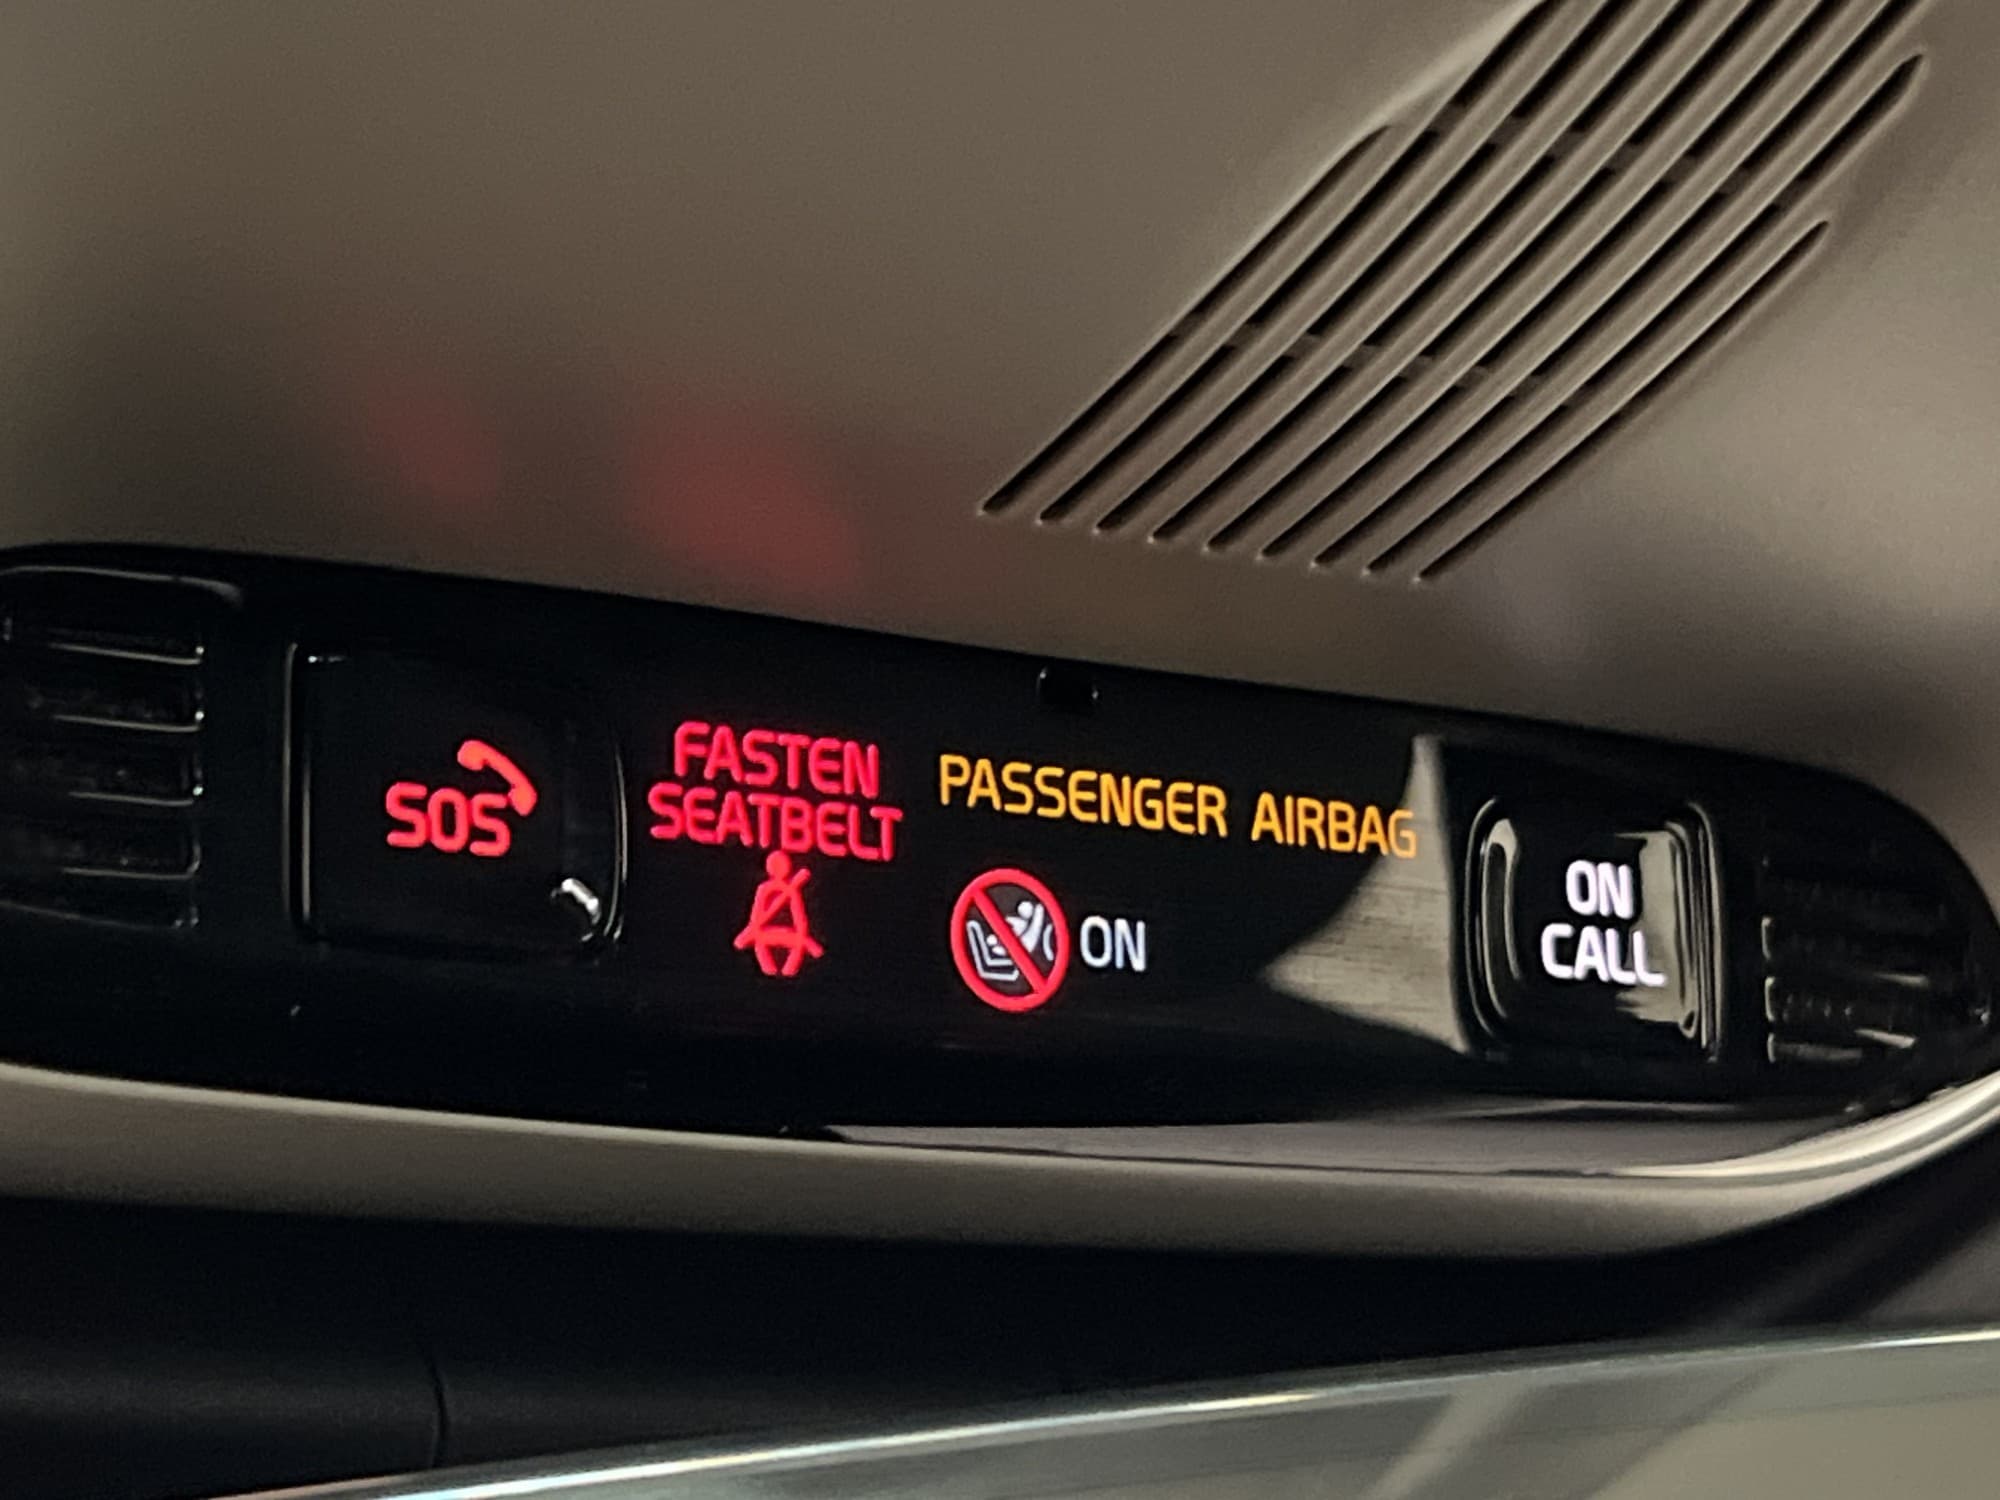 SOS
FASTEN
SEATBELT
PASSENGER AIRBAG
ON
ON
CALL